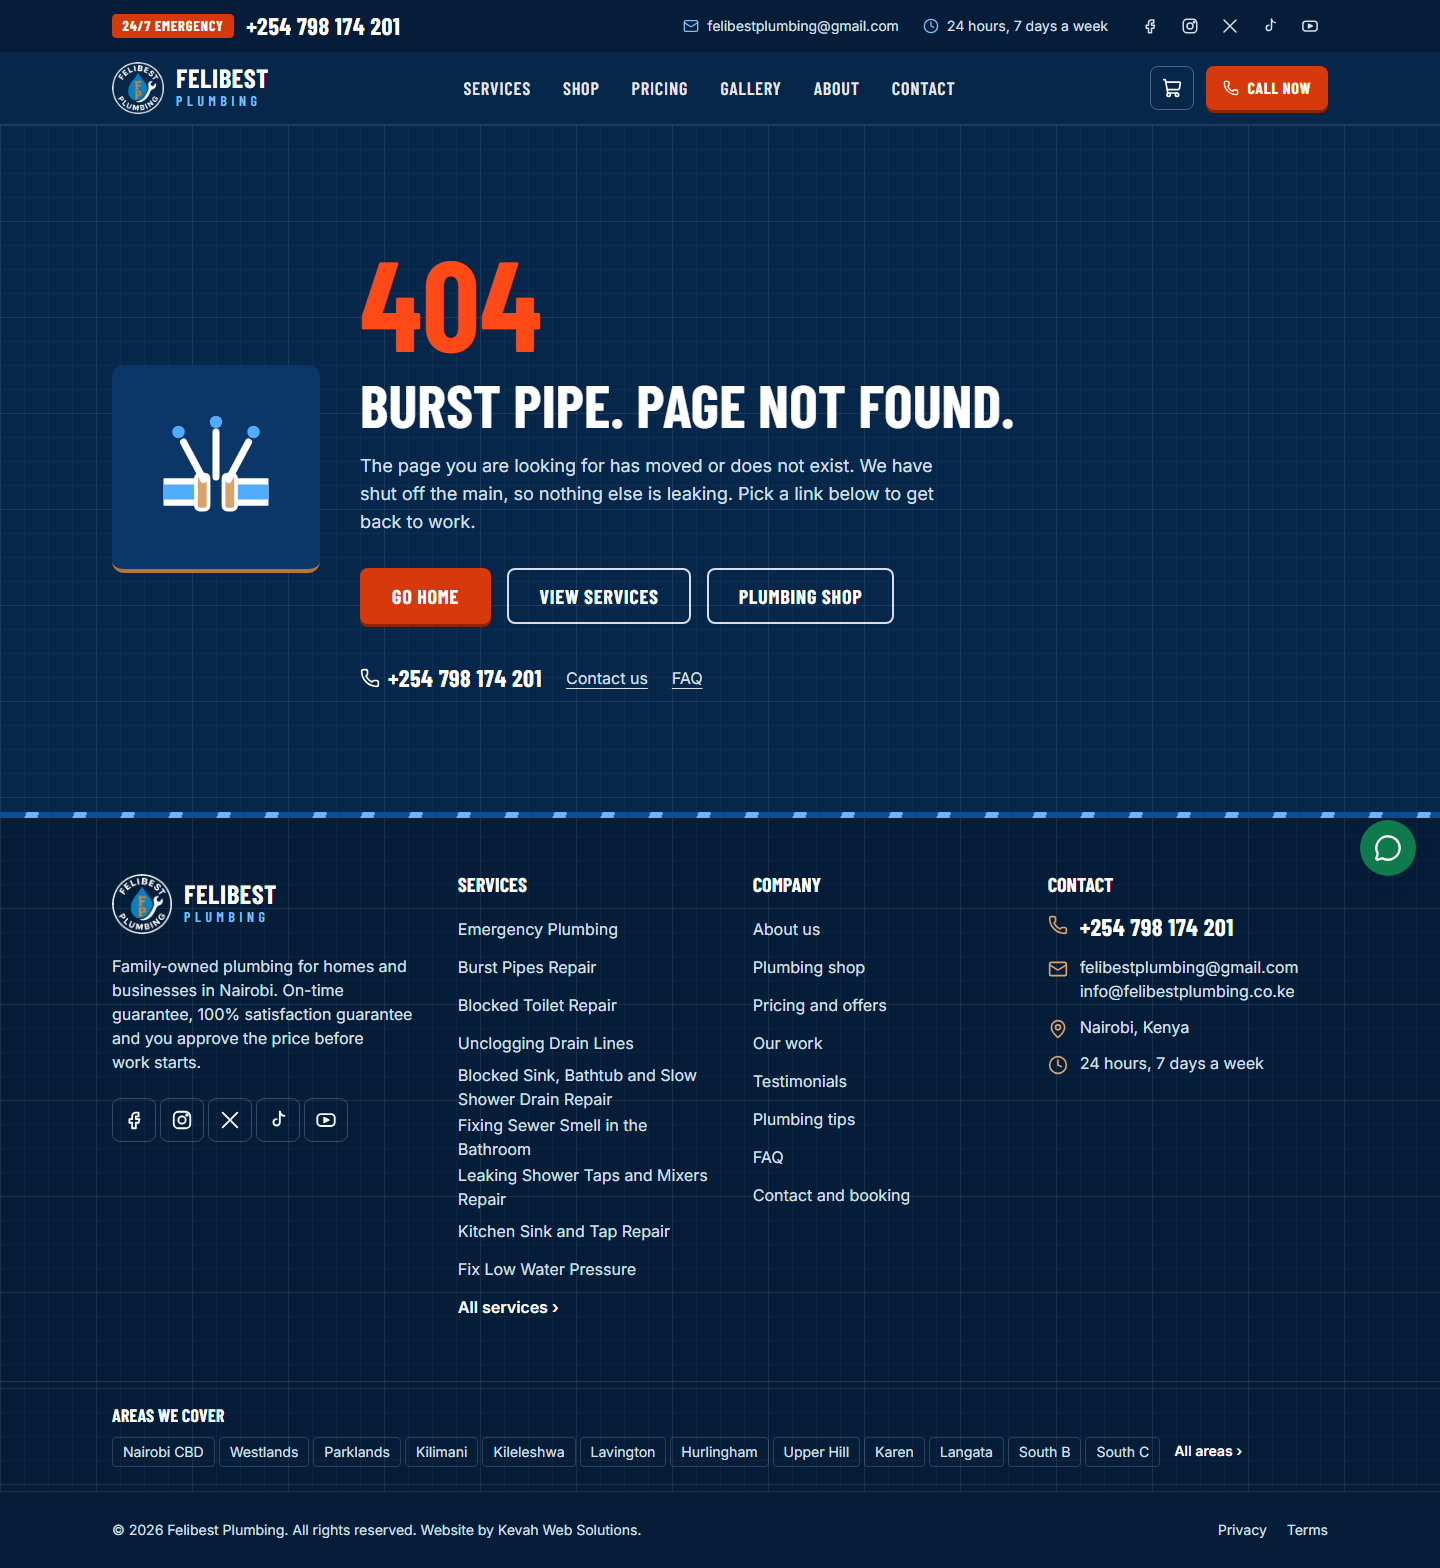 24/7 EMERGENCY +254 798 174 201 felibestplumbing@gmail.com 24 hours, 7 days a week
FELIBEST PLUMBING
FELIBEST
PLUMBING
SERVICES SHOP PRICING GALLERY ABOUT CONTACT
CALL NOW
404
BURST PIPE. PAGE NOT FOUND.
The page you are looking for has moved or does not exist. We have
shut off the main, so nothing else is leaking. Pick a link below to get
back to work.
GO HOME VIEW SERVICES PLUMBING SHOP
+254 798 174 201 Contact us FAQ
FELIBEST PLUMBING
FELIBEST
PLUMBING
Family-owned plumbing for homes and
businesses in Nairobi. On-time
guarantee, 100% satisfaction guarantee
and you approve the price before
work starts.
SERVICES
Emergency Plumbing
Burst Pipes Repair
Blocked Toilet Repair
Unclogging Drain Lines
Blocked Sink, Bathtub and Slow
Shower Drain Repair
Fixing Sewer Smell in the
Bathroom
Leaking Shower Taps and Mixers
Repair
Kitchen Sink and Tap Repair
Fix Low Water Pressure
All services ›
COMPANY
About us
Plumbing shop
Pricing and offers
Our work
Testimonials
Plumbing tips
FAQ
Contact and booking
CONTACT
+254 798 174 201
felibestplumbing@gmail.com
info@felibestplumbing.co.ke
Nairobi, Kenya
24 hours, 7 days a week
AREAS WE COVER
Nairobi CBD Westlands Parklands Kilimani Kileleshwa Lavington Hurlingham Upper Hill Karen Langata South B South C All areas ›
© 2026 Felibest Plumbing. All rights reserved. Website by Kevah Web Solutions. Privacy Terms